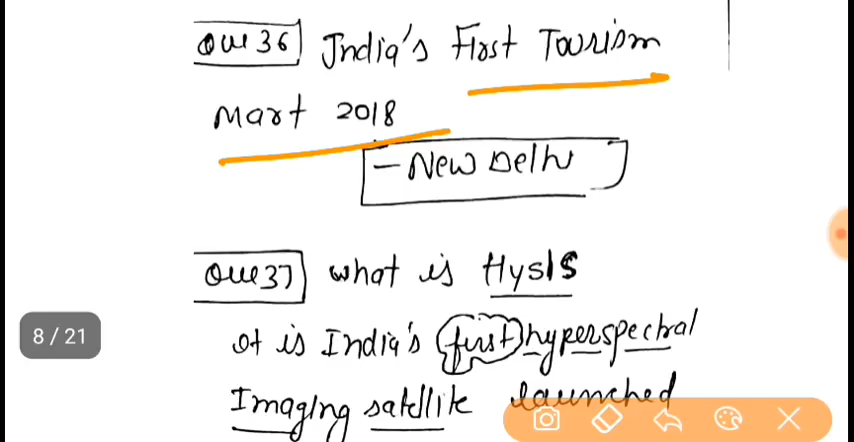 Que 36 India's First Tourism
Mart 2018
- New Delhi
Que 37 what is HysIS
It is India's first hyperspectral
8 / 21
Imaging satellite launched